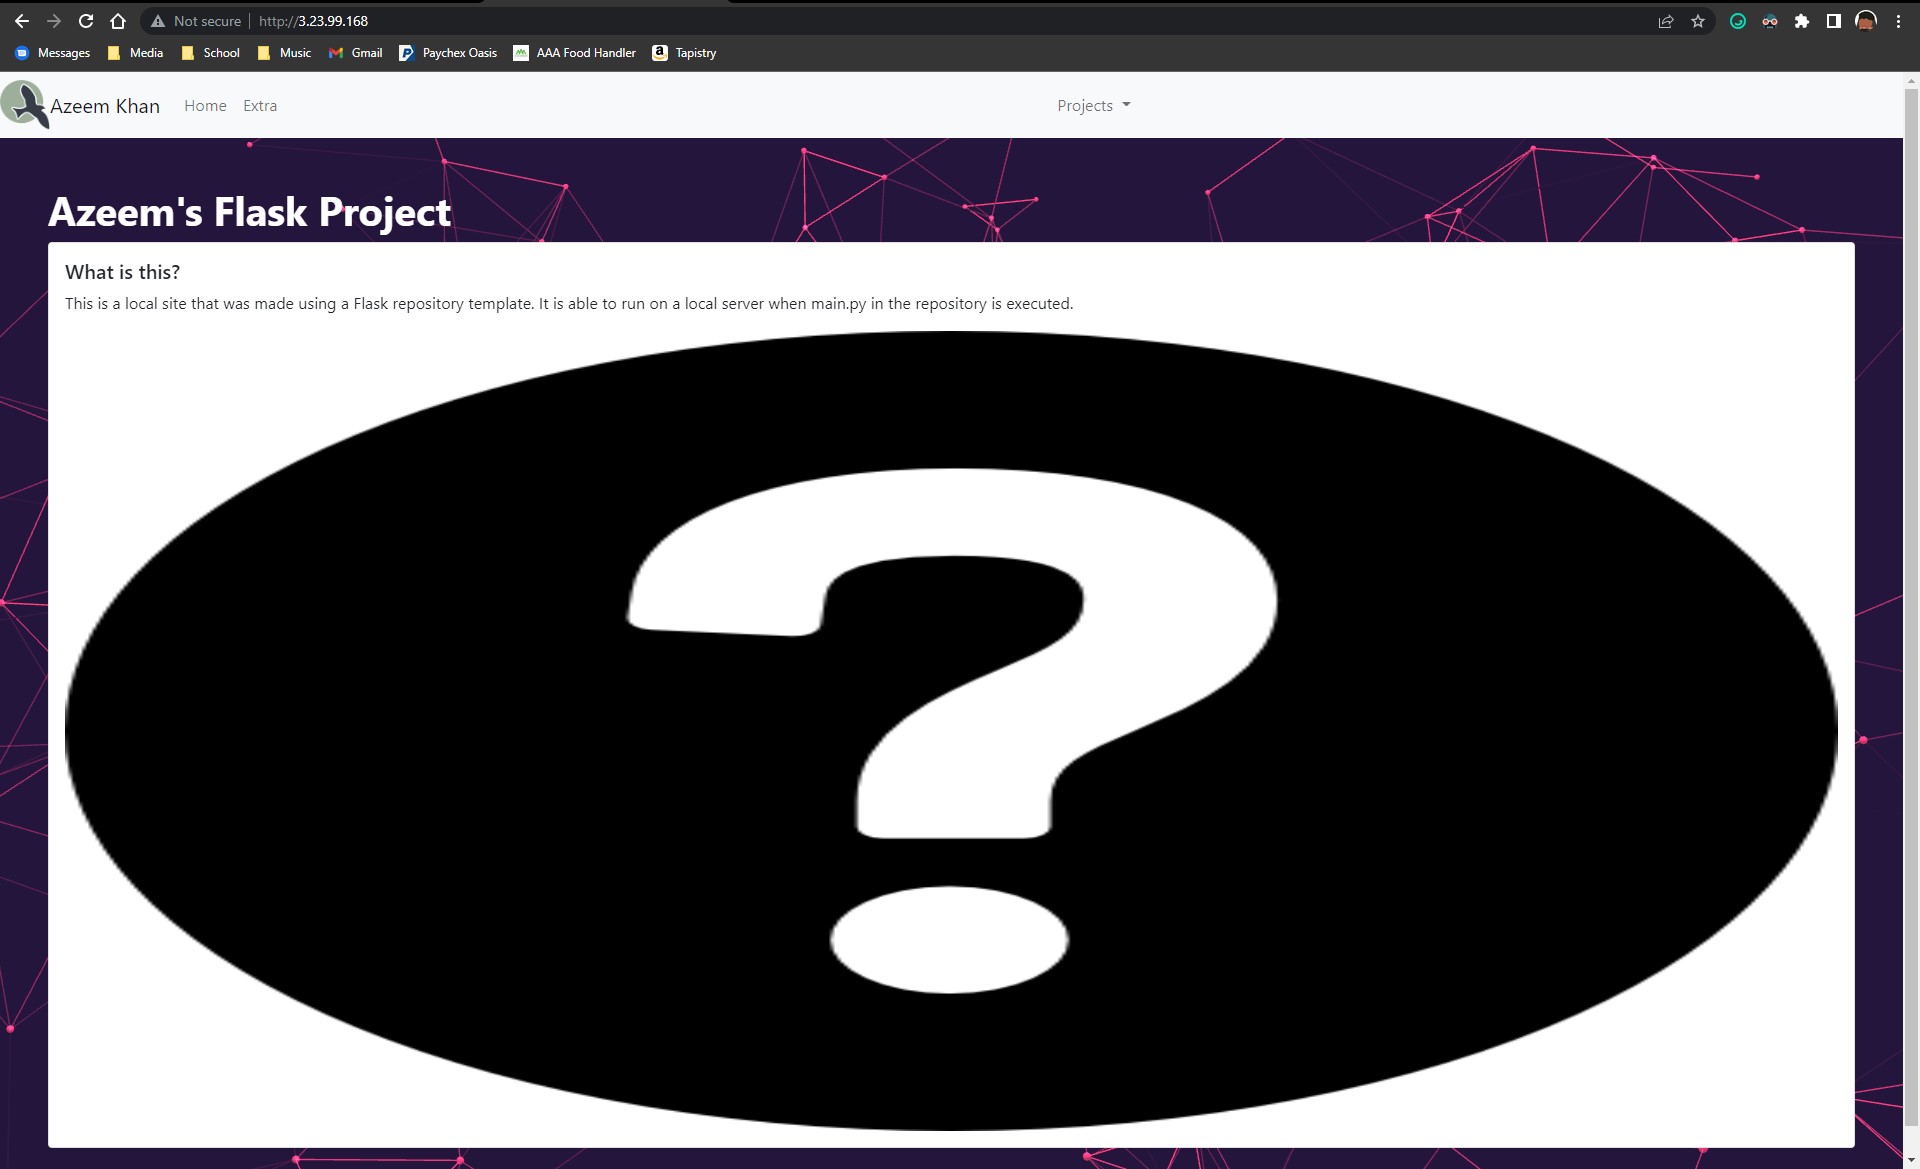 Not secure | http://3.23.99.168
Messages Media School Music Gmail Paychex Oasis AAA Food Handler Tapistry
Azeem Khan Home Extra Projects
Azeem's Flask Project
What is this?
This is a local site that was made using a Flask repository template. It is able to run on a local server when main.py in the repository is executed.
?